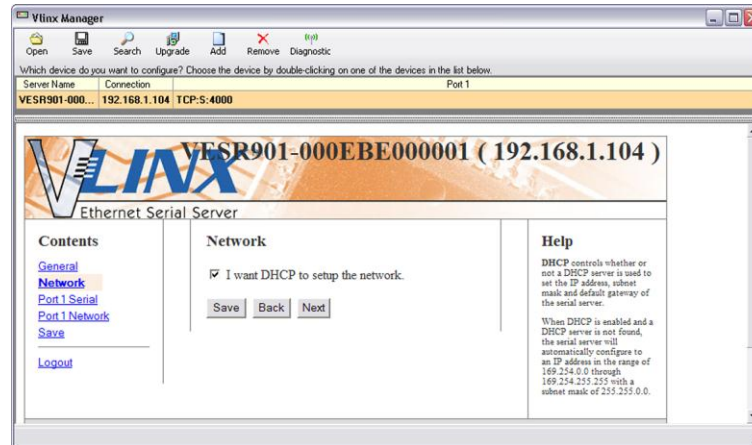 Vlinx Manager
Open Save Search Upgrade Add Remove Diagnostic
Which device do you want to configure? Choose the device by double-clicking on one of the devices in the list below.
Server Name Connection Port 1
VESR901-000... 192.168.1.104 TCP:S:4000
VESR901-000EBE000001 ( 192.168.1.104 )
VLINX
Ethernet Serial Server
Contents
General
Network
Port 1 Serial
Port 1 Network
Save
Logout
Network
I want DHCP to setup the network.
Save Back Next
Help
DHCP controls whether or
not a DHCP server is used to
set the IP address, subnet
mask and default gateway of
the serial server.
When DHCP is enabled and a
DHCP server is not found,
the serial server will
automatically configure to
an IP address in the range of
169.254.0.0 through
169.254.255.255 with a
subnet mask of 255.255.0.0.